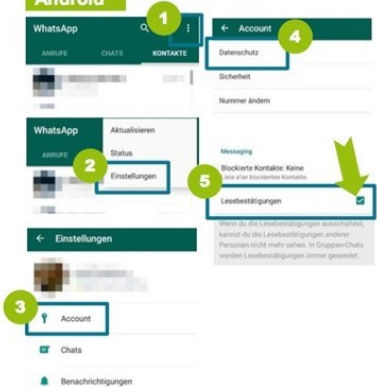 Android
1
WhatsApp
ANRUFE CHATS KONTAKTE
WhatsApp
ANRUFE
Aktualisieren
Status
2
Einstellungen
← Einstellungen
3
Account
Chats
Benachrichtigungen
← Account
4
Datenschutz
Sicherheit
Nummer ändern
Messaging
Blockierte Kontakte: Keine
Liste aller blockierten Kontakte.
5
Lesebestätigungen
Wenn du die Lesebestätigungen ausschaltest,
kannst du die Lesebestätigungen anderer
Personen nicht mehr sehen. In Gruppen-Chats
werden Lesebestätigungen immer gesendet.